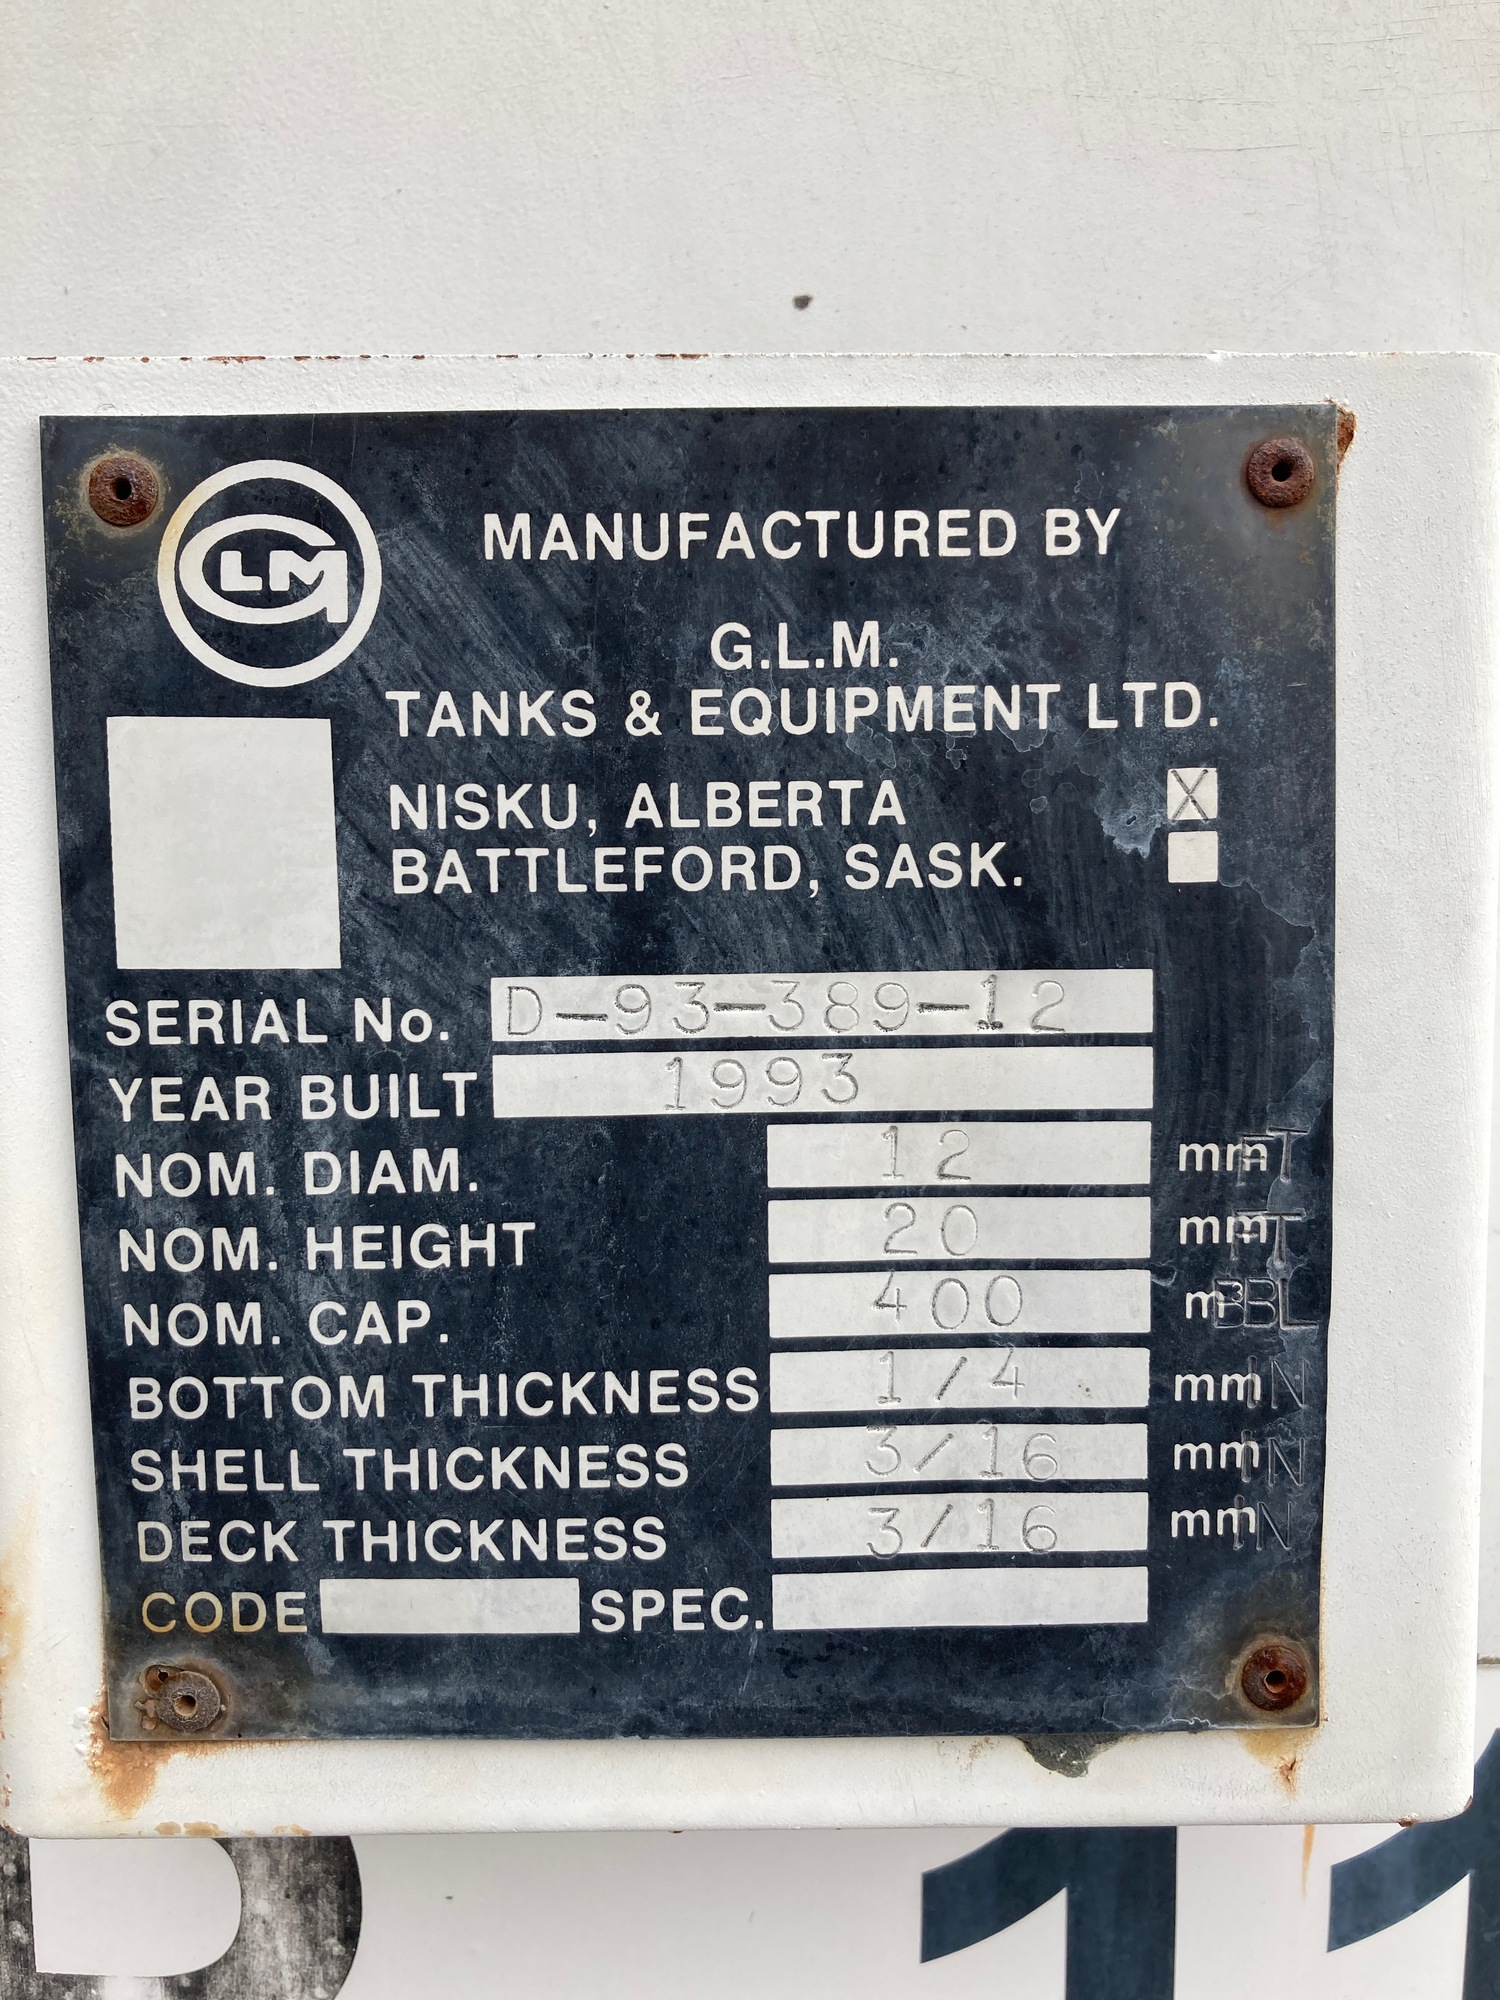 GLM
MANUFACTURED BY
G.L.M.
TANKS & EQUIPMENT LTD.
NISKU, ALBERTA X
BATTLEFORD, SASK.
SERIAL No. D-93-389-12
YEAR BUILT 1993
NOM. DIAM. 12 mm FT
NOM. HEIGHT 20 mm FT
NOM. CAP. 400 m³ BBL
BOTTOM THICKNESS 1/4 mm IN
SHELL THICKNESS 3/16 mm IN
DECK THICKNESS 3/16 mm IN
CODE SPEC.